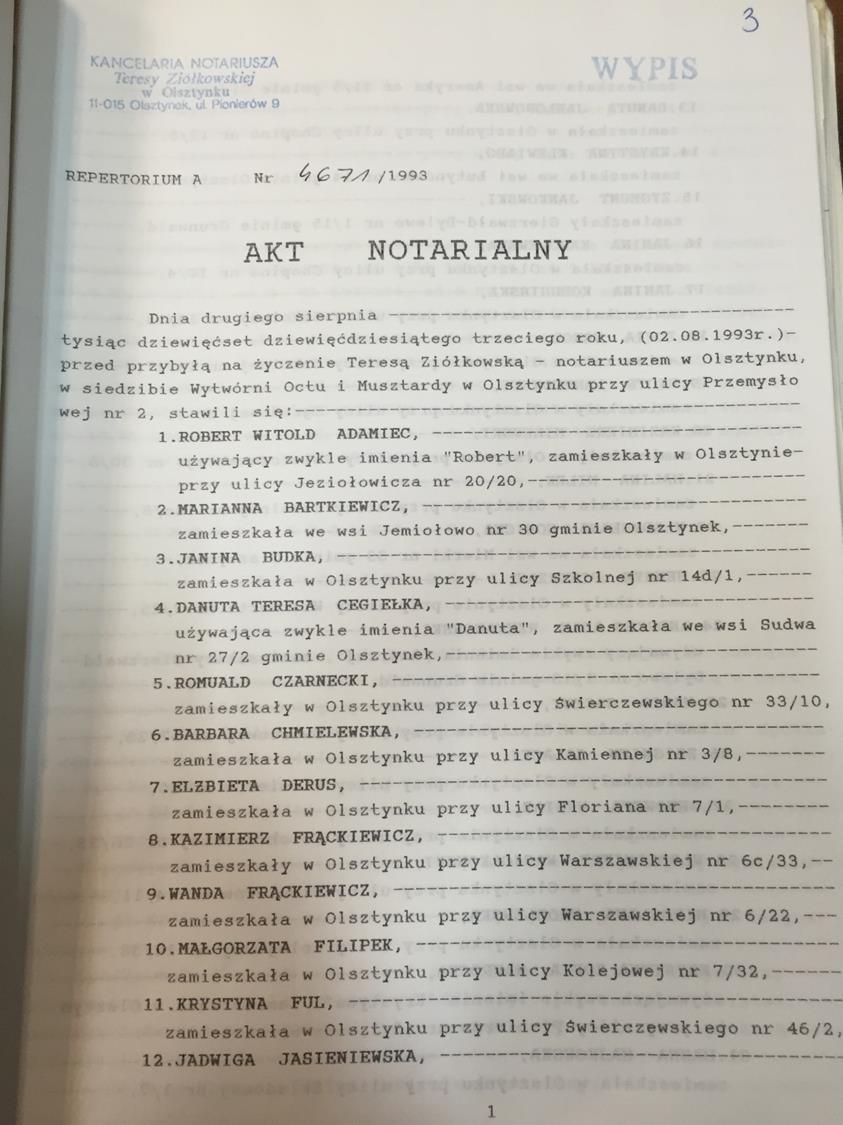 3
KANCELARIA NOTARIUSZA
Teresy Ziółkowskiej
w Olsztynku
11-015 Olsztynek, ul. Pionierów 9
WYPIS
REPERTORIUM A Nr 4671/1993
AKT NOTARIALNY
Dnia drugiego sierpnia
tysiąc dziewięćset dziewięćdziesiątego trzeciego roku, (02.08.1993r.)-
przed przybyłą na życzenie Teresą Ziółkowską - notariuszem w Olsztynku,
w siedzibie Wytwórni Octu i Musztardy w Olsztynku przy ulicy Przemysło
wej nr 2, stawili się:
1.ROBERT WITOLD ADAMIEC,
używający zwykle imienia "Robert", zamieszkały w Olsztynie-
przy ulicy Jeziołowicza nr 20/20,
2.MARIANNA BARTKIEWICZ,
zamieszkała we wsi Jemiołowo nr 30 gminie Olsztynek,
3.JANINA BUDKA,
zamieszkała w Olsztynku przy ulicy Szkolnej nr 14d/1,
4.DANUTA TERESA CEGIEŁKA,
używająca zwykle imienia "Danuta", zamieszkała we wsi Sudwa
nr 27/2 gminie Olsztynek,
5.ROMUALD CZARNECKI,
zamieszkały w Olsztynku przy ulicy Świerczewskiego nr 33/10,
6.BARBARA CHMIELEWSKA,
zamieszkała w Olsztynku przy ulicy Kamiennej nr 3/8,
7.ELZBIETA DERUS,
zamieszkała w Olsztynku przy ulicy Floriana nr 7/1,
8.KAZIMIERZ FRĄCKIEWICZ,
zamieszkały w Olsztynku przy ulicy Warszawskiej nr 6c/33,
9.WANDA FRĄCKIEWICZ,
zamieszkała w Olsztynku przy ulicy Warszawskiej nr 6/22,
10.MAŁGORZATA FILIPEK,
zamieszkała w Olsztynku przy ulicy Kolejowej nr 7/32,
11.KRYSTYNA FUL,
zamieszkała w Olsztynku przy ulicy Świerczewskiego nr 46/2,
12.JADWIGA JASIENIEWSKA,
1